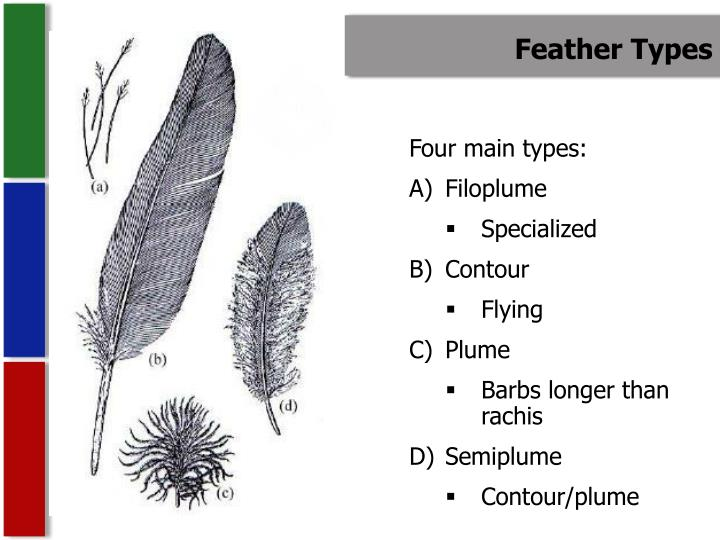 Feather Types
(a)
(b)
(c)
(d)
Four main types:
A) Filoplume
▪ Specialized
B) Contour
▪ Flying
C) Plume
▪ Barbs longer than
rachis
D) Semiplume
▪ Contour/plume